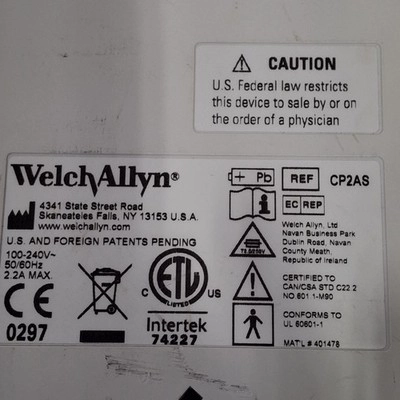 CAUTION
U.S. Federal law restricts
this device to sale by or on
the order of a physician
WelchAllyn®
4341 State Street Road
Skaneateles Falls, NY 13153 U.S.A.
www.welchallyn.com
U.S. AND FOREIGN PATENTS PENDING
100-240V~
50/60Hz
2.2A MAX.
CE
0297
C ETL US
LISTED
Intertek
74227
+ Pb
REF CP2AS
EC REP
Welch Allyn, Ltd
Navan Business Park
Dublin Road, Navan
County Meath,
Republic of Ireland
CERTIFIED TO
CAN/CSA STD C22.2
NO 601.1-M90
CONFORMS TO
UL 60601-1
MAT'L # 401478